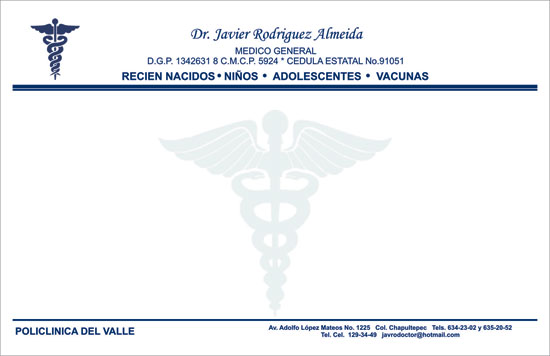 Dr. Javier Rodriguez Almeida
MEDICO GENERAL
D.G.P. 1342631 8 C.M.C.P. 5924 * CEDULA ESTATAL No.91051
RECIEN NACIDOS • NIÑOS • ADOLESCENTES • VACUNAS
POLICLINICA DEL VALLE
Av. Adolfo López Mateos No. 1225 Col. Chapultepec Tels. 634-23-02 y 635-20-52
Tel. Cel. 129-34-49 javrodoctor@hotmail.com